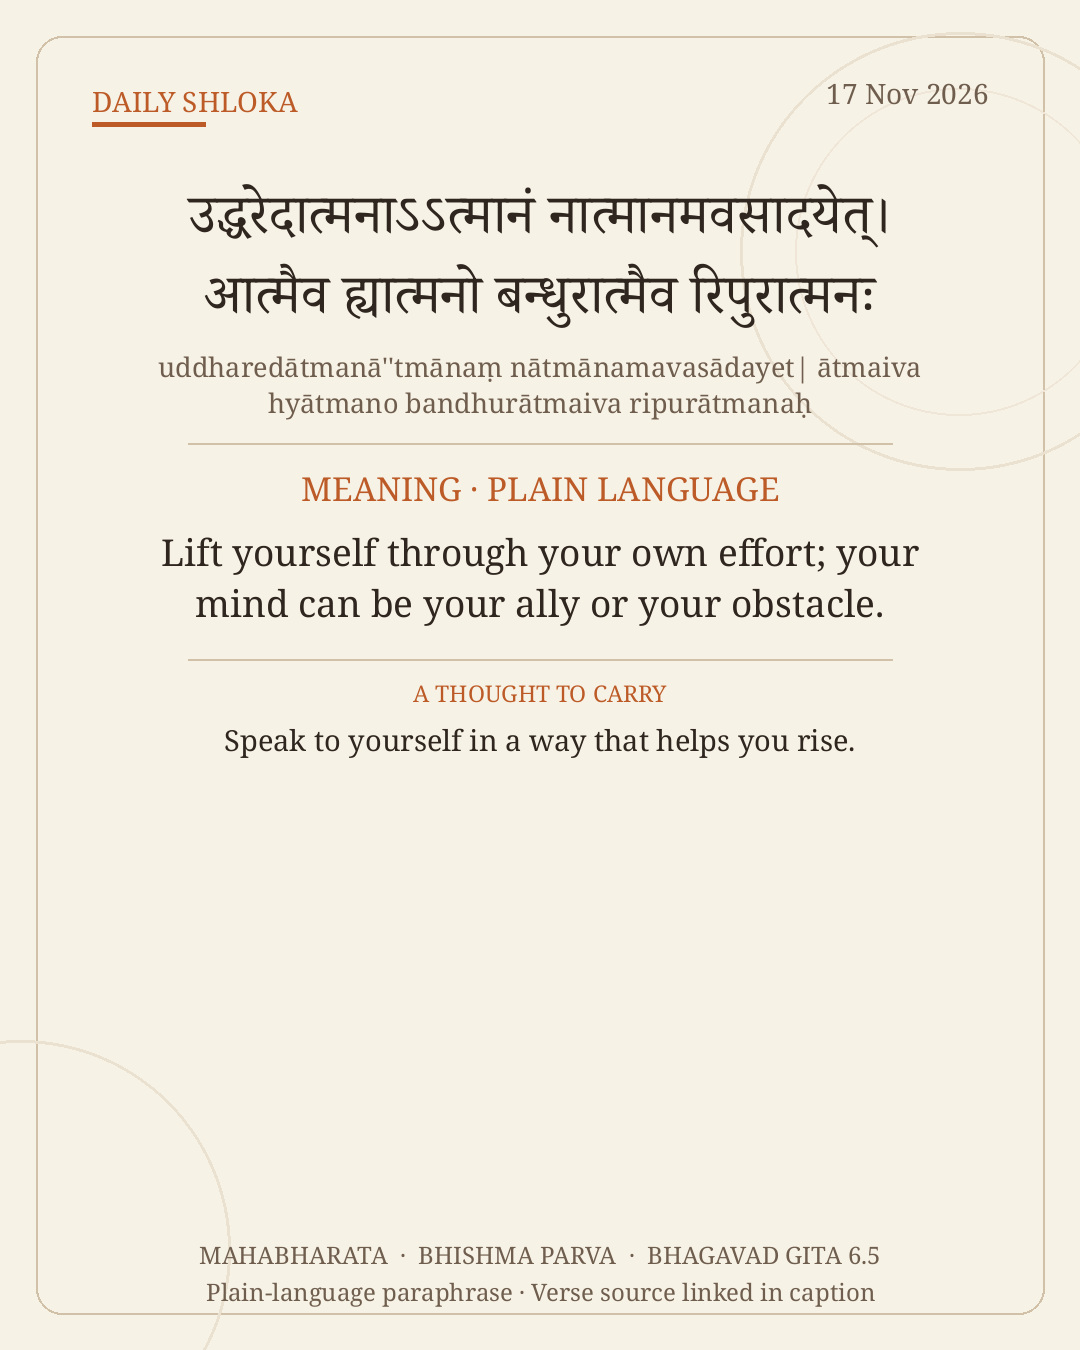 DAILY SHLOKA
17 Nov 2026
उद्धरेदात्मनाऽऽत्मानं नात्मानमवसादयेत्।
आत्मैव ह्यात्मनो बन्धुरात्मैव रिपुरात्मनः
uddharedātmanā''tmānaṃ nātmānamavasādayet| ātmaiva
hyātmano bandhurātmaiva ripurātmanaḥ
MEANING · PLAIN LANGUAGE
Lift yourself through your own effort; your
mind can be your ally or your obstacle.
A THOUGHT TO CARRY
Speak to yourself in a way that helps you rise.
MAHABHARATA · BHISHMA PARVA · BHAGAVAD GITA 6.5
Plain-language paraphrase · Verse source linked in caption